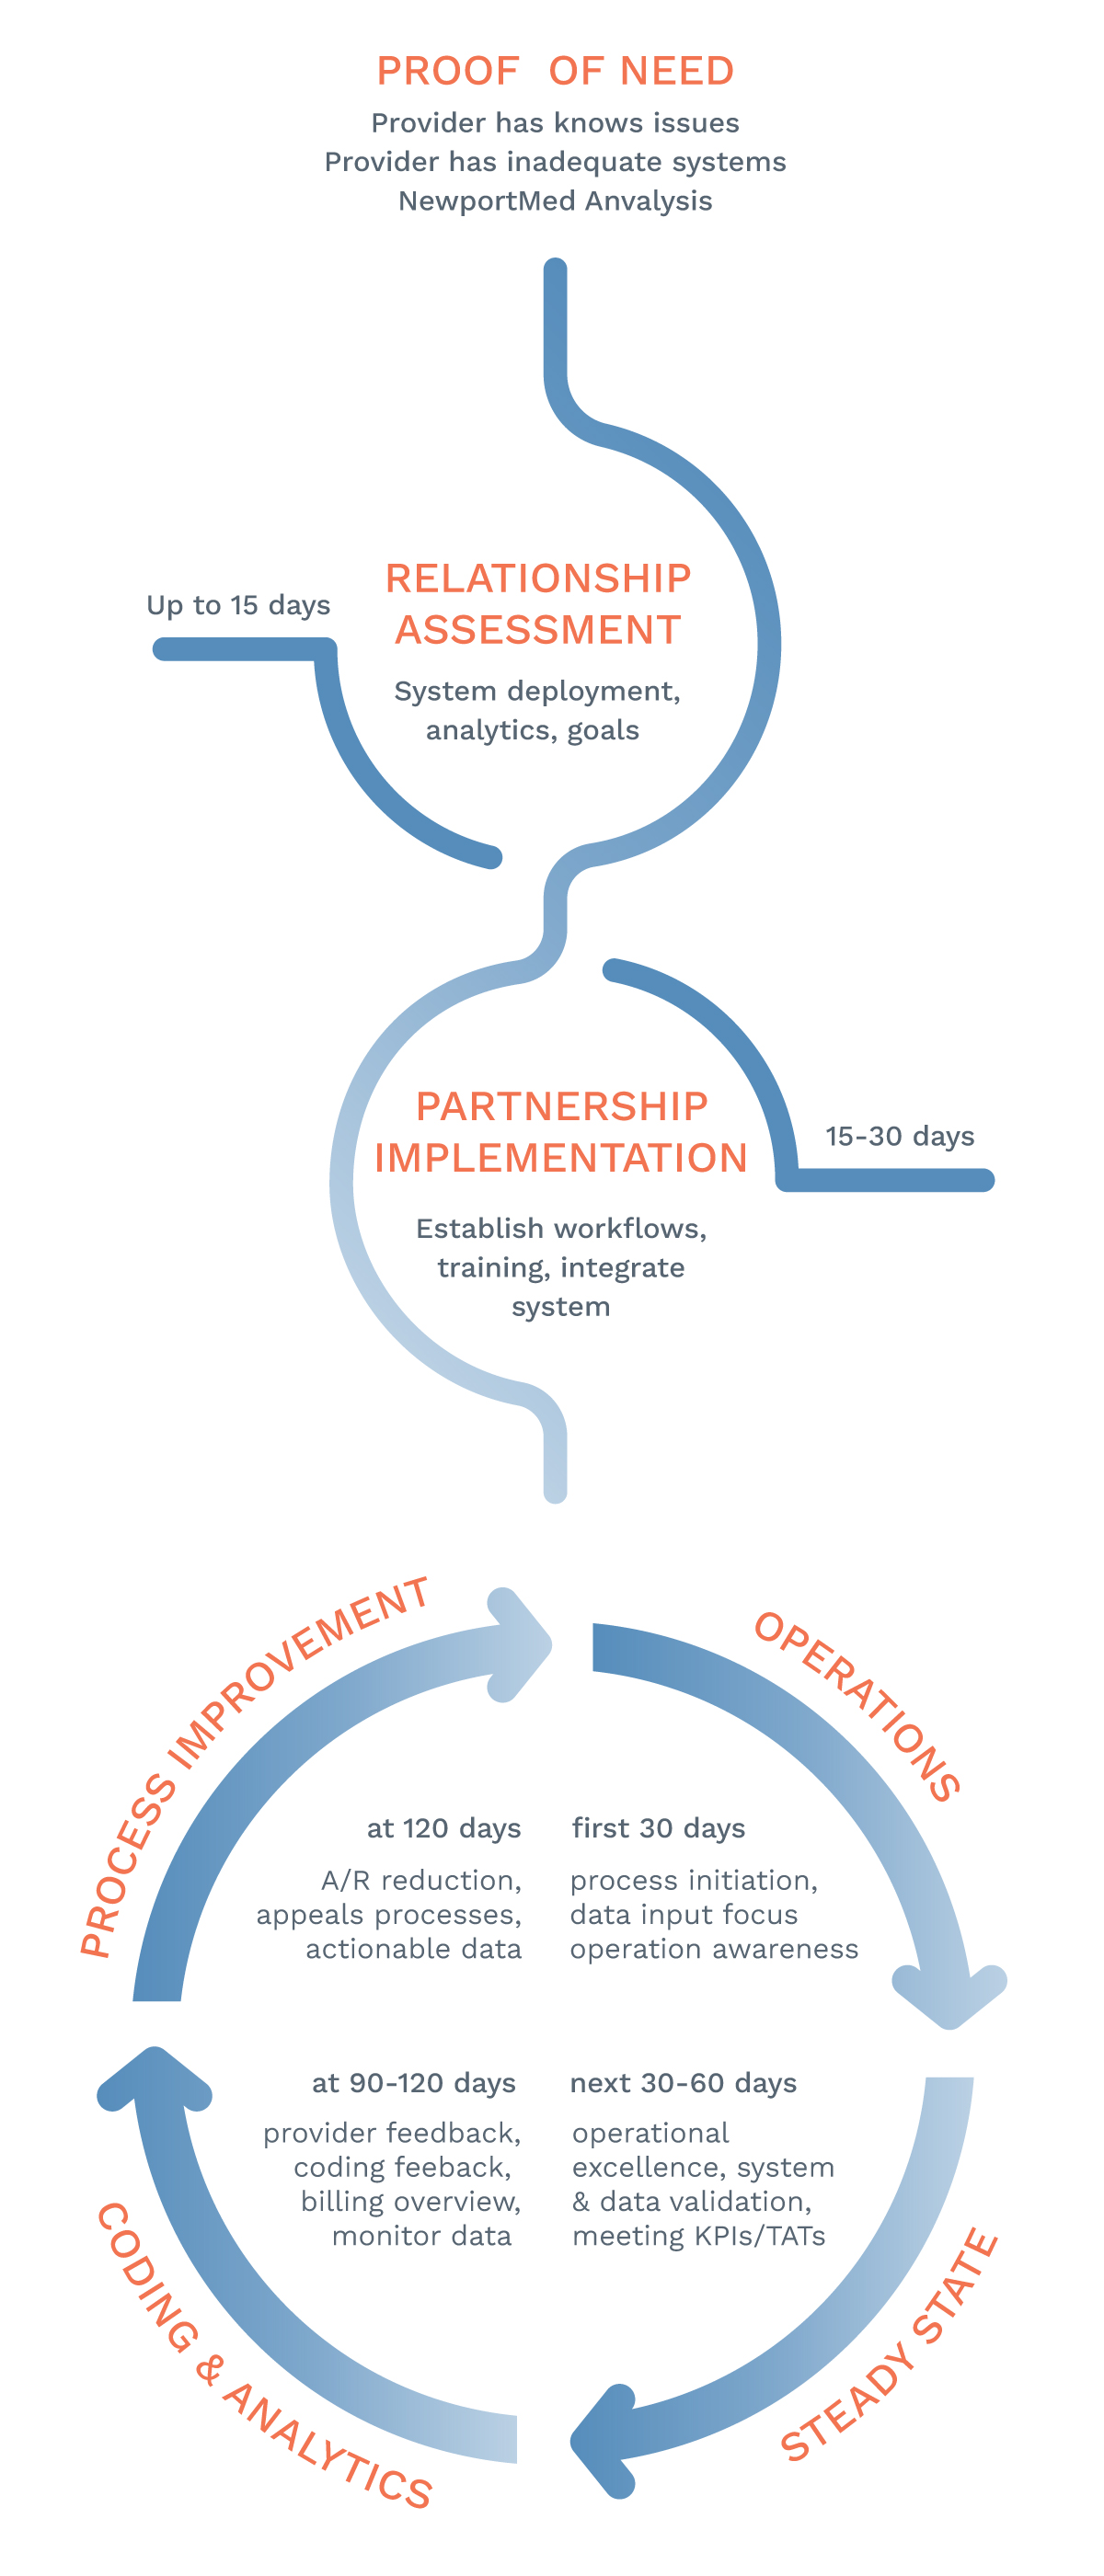 PROOF OF NEED
Provider has knows issues
Provider has inadequate systems
NewportMed Anvalysis
RELATIONSHIP
ASSESSMENT
Up to 15 days
System deployment,
analytics, goals
PARTNERSHIP
IMPLEMENTATION
15-30 days
Establish workflows,
training, integrate
system
PROCESS IMPROVEMENT
OPERATIONS
at 120 days
A/R reduction,
appeals processes,
actionable data
first 30 days
process initiation,
data input focus
operation awareness
at 90-120 days
provider feedback,
coding feeback,
billing overview,
monitor data
next 30-60 days
operational
excellence, system
& data validation,
meeting KPIs/TATs
CODING & ANALYTICS
STEADY STATE